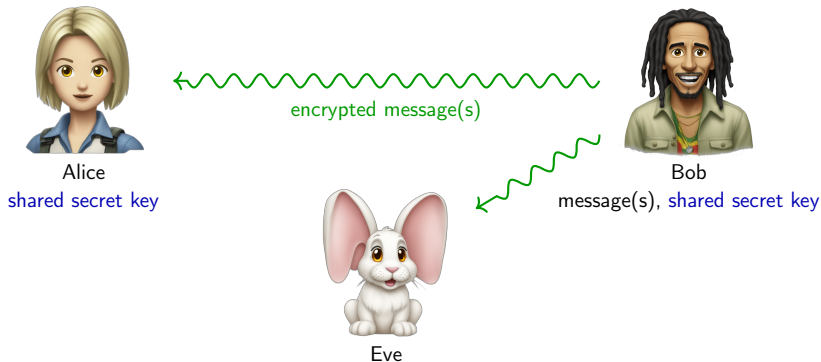 encrypted message(s)
Alice
Bob
shared secret key
message(s), shared secret key
Eve